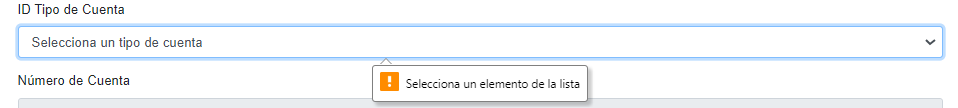 ID Tipo de Cuenta
Selecciona un tipo de cuenta
Selecciona un elemento de la lista
Número de Cuenta